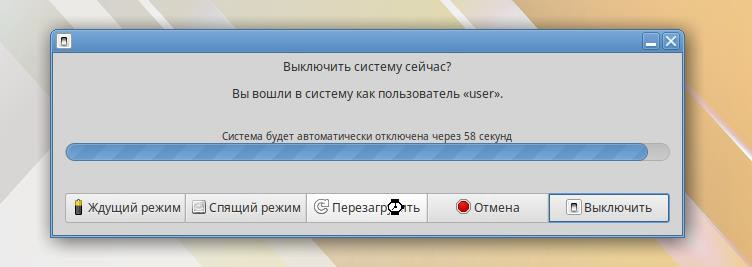 Выключить систему сейчас?
Вы вошли в систему как пользователь «user».
Система будет автоматически отключена через 58 секунд
Ждущий режим Спящий режим Перезагрузить Отмена Выключить